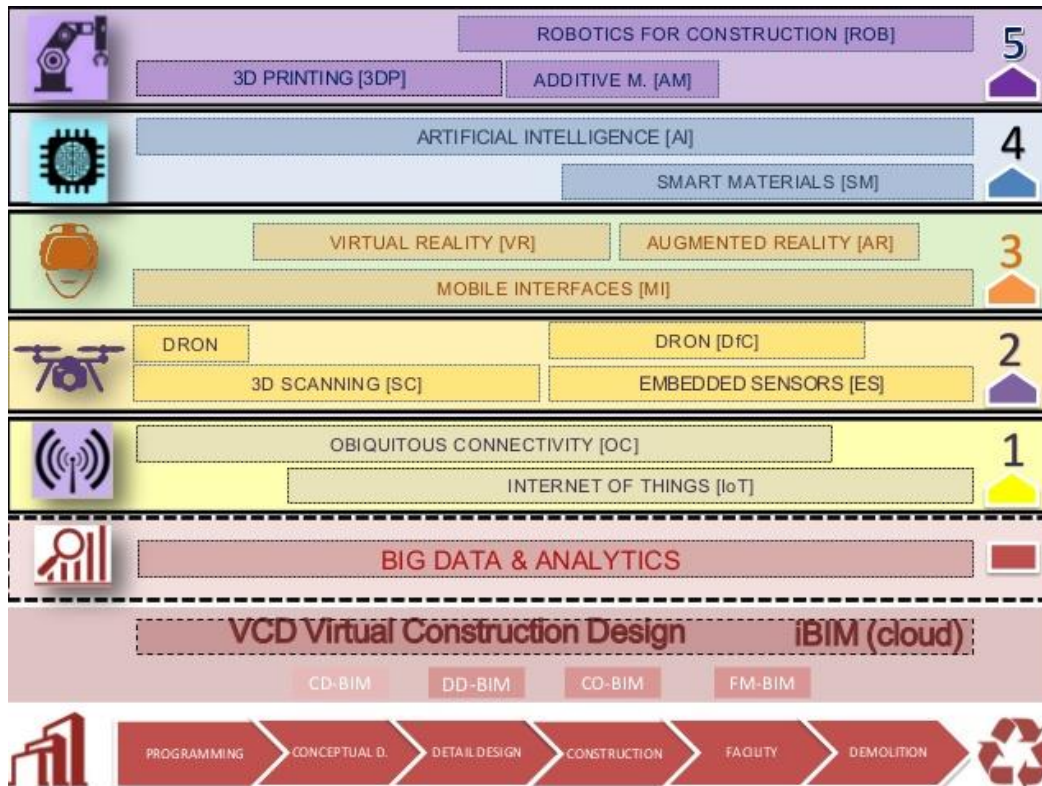 ROBOTICS FOR CONSTRUCTION [ROB]
5
3D PRINTING [3DP]
ADDITIVE M. [AM]
ARTIFICIAL INTELLIGENCE [AI]
4
SMART MATERIALS [SM]
VIRTUAL REALITY [VR]
AUGMENTED REALITY [AR]
3
MOBILE INTERFACES [MI]
DRON
DRON [DfC]
2
3D SCANNING [SC]
EMBEDDED SENSORS [ES]
OBIQUITOUS CONNECTIVITY [OC]
1
INTERNET OF THINGS [IoT]
BIG DATA & ANALYTICS
VCD Virtual Construction Design
iBIM (cloud)
CD-BIM
DD-BIM
CO-BIM
FM-BIM
PROGRAMMING
CONCEPTUAL D.
DETAIL DESIGN
CONSTRUCTION
FACILITY
DEMOLITION